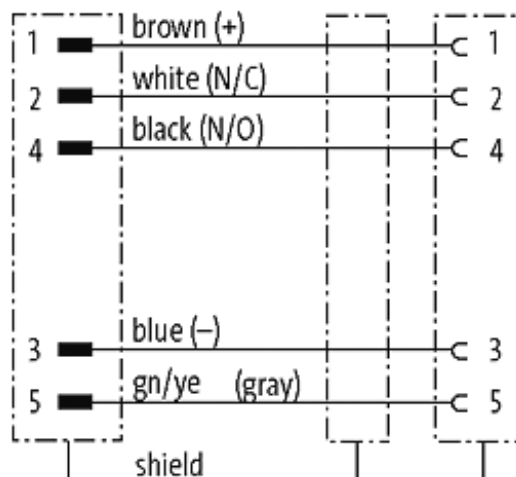 1 brown (+) 1
2 white (N/C) 2
4 black (N/O) 4
3 blue (–) 3
5 gn/ye (gray) 5
shield